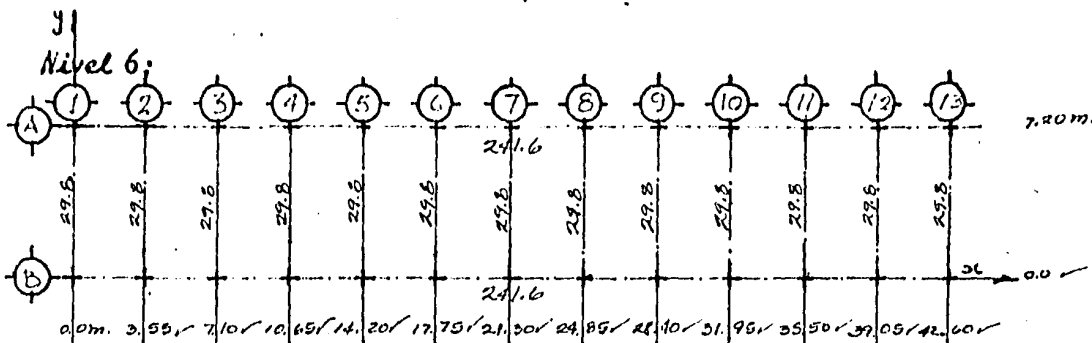 y
Nivel 6:
1 2 3 4 5 6 7 8 9 10 11 12 13
A 7.20 m.
241.6
29.8 29.8 29.8 29.8 29.8 29.8 29.8 29.8 29.8 29.8 29.8 29.8 29.8
B x 0.0 ✓
241.6
0.0m. 3.55✓ 7.10✓ 10.65✓ 14.20✓ 17.75✓ 21.30✓ 24.85✓ 28.40✓ 31.95✓ 35.50✓ 39.05✓ 42.60✓